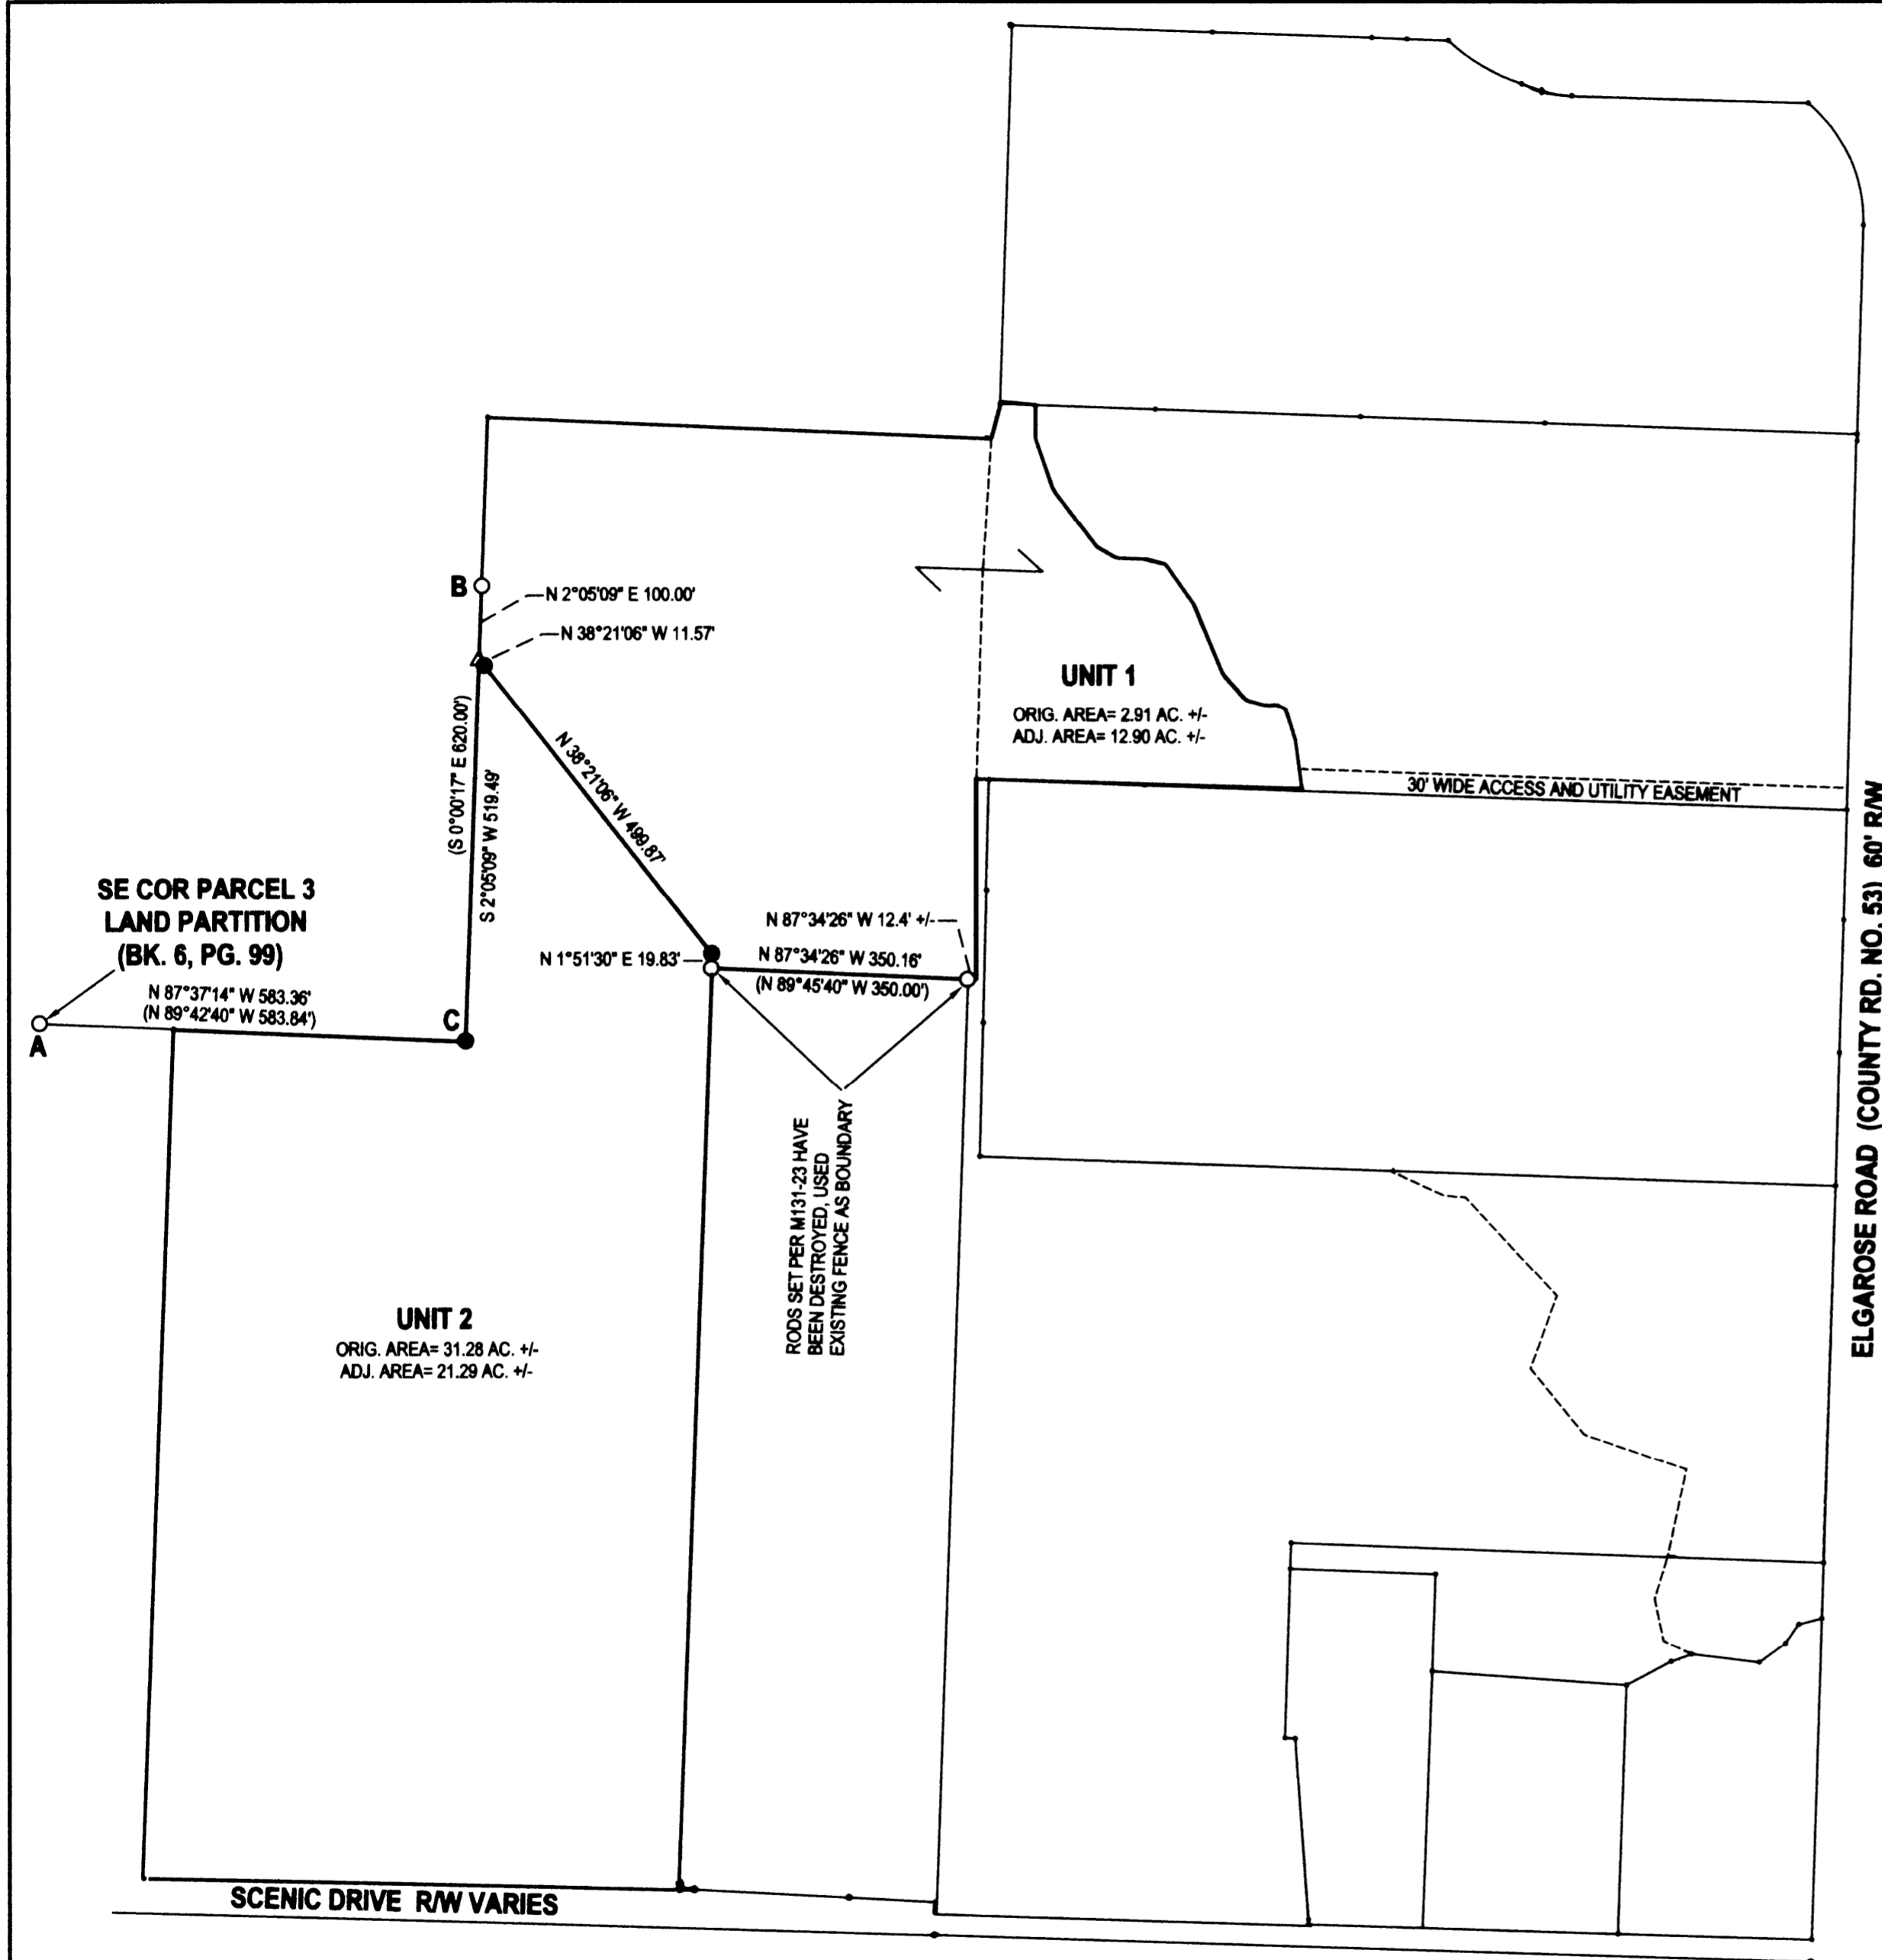 B
N 2°05'09" E 100.00'
N 38°21'06" W 11.57'
UNIT 1
ORIG. AREA= 2.91 AC. +/-
ADJ. AREA= 12.90 AC. +/-
30' WIDE ACCESS AND UTILITY EASEMENT
(S 0°00'17" E 620.00')
S 2°05'09" W 519.49'
N 38°21'06" W 499.87'
SE COR PARCEL 3
LAND PARTITION
(BK. 6, PG. 99)
N 87°37'14" W 583.36'
(N 89°42'40" W 583.84')
A
C
N 87°34'26" W 12.4' +/-
N 1°51'30" E 19.83'
N 87°34'26" W 350.16'
(N 89°45'40" W 350.00')
RODS SET PER M131-23 HAVE
BEEN DESTROYED, USED
EXISTING FENCE AS BOUNDARY
ELGAROSE ROAD (COUNTY RD. NO. 53) 60' R/W
UNIT 2
ORIG. AREA= 31.28 AC. +/-
ADJ. AREA= 21.29 AC. +/-
SCENIC DRIVE R/W VARIES